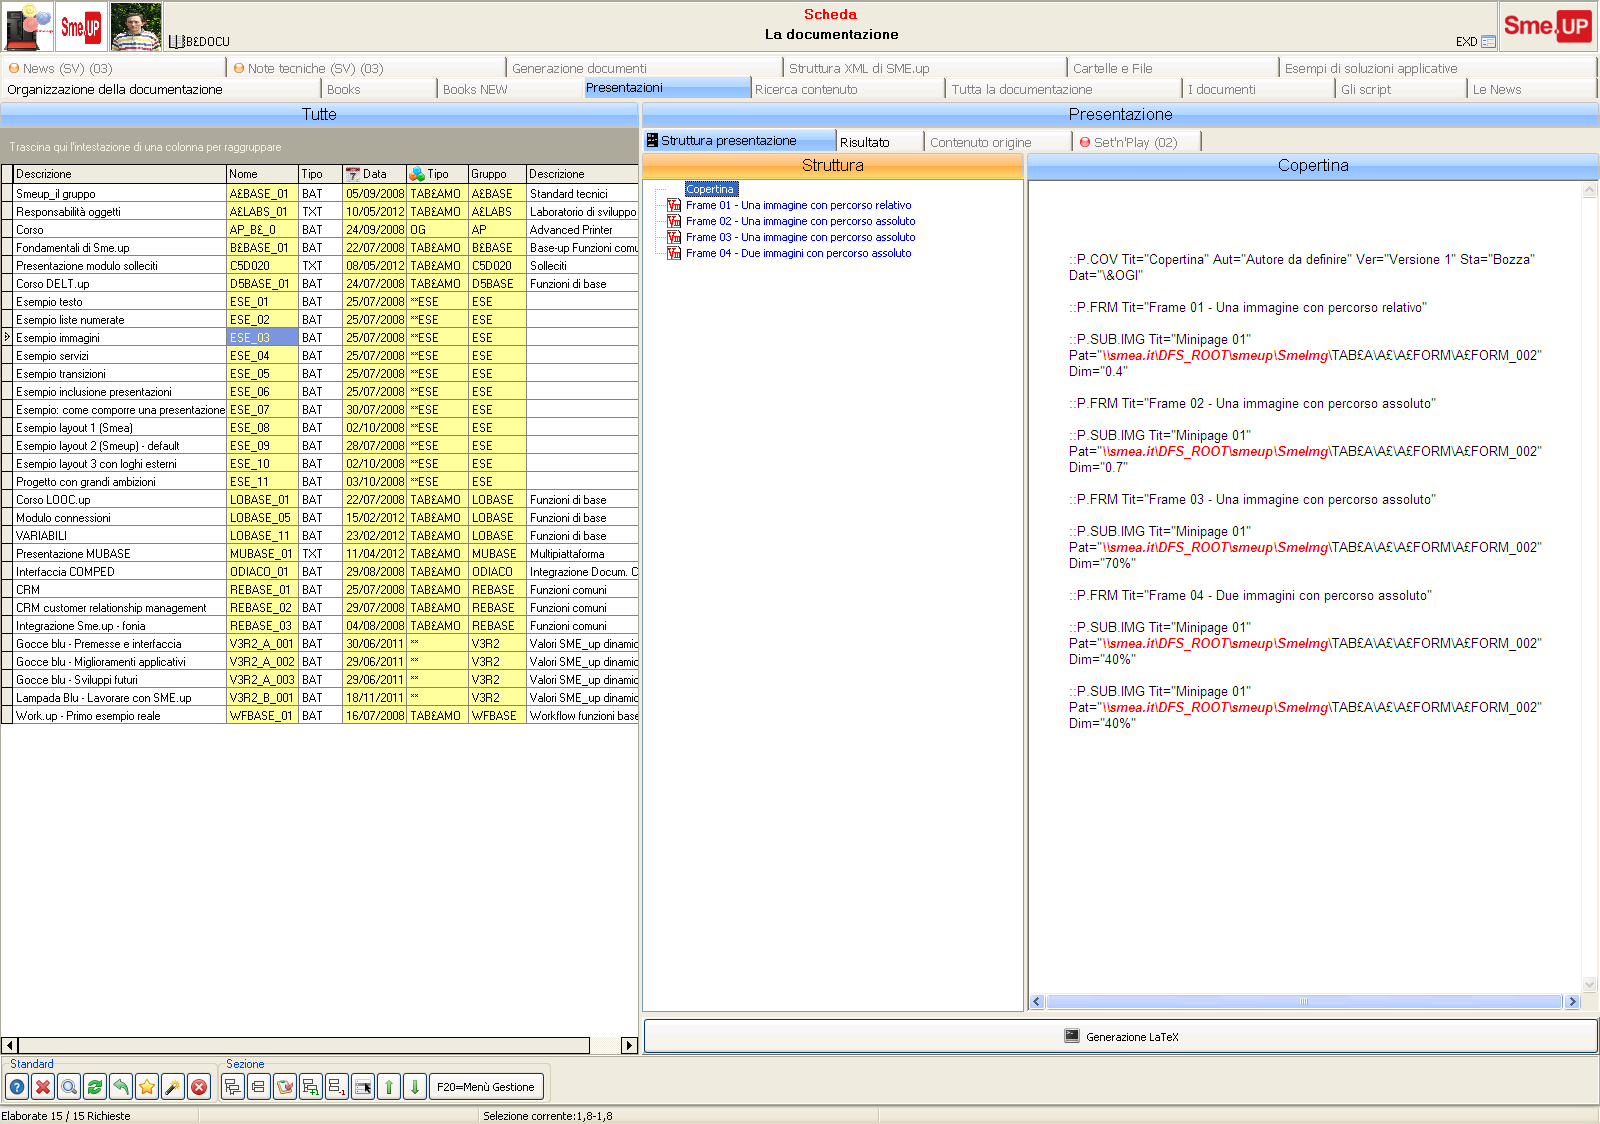 Scheda
La documentazione
Sme.UP
B£DOCU
EXD
Sme.UP
News (SV) (03)
Note tecniche (SV) (03)
Generazione documenti
Struttura XML di SME.up
Cartelle e File
Esempi di soluzioni applicative
Organizzazione della documentazione
Books
Books NEW
Presentazioni
Ricerca contenuto
Tutta la documentazione
I documenti
Gli script
Le News
Tutte
Trascina qui l'intestazione di una colonna per raggruppare
Descrizione Nome Tipo Data Tipo Gruppo Descrizione
Smeup_il gruppo A£BASE_01 BAT 05/09/2008 TAB£AMO A£BASE Standard tecnici
Responsabilità oggetti A£LABS_01 TXT 10/05/2012 TAB£AMO A£LABS Laboratorio di sviluppo
Corso AP_B£_0 BAT 24/09/2008 OG AP Advanced Printer
Fondamentali di Sme.up B£BASE_01 BAT 22/07/2008 TAB£AMO B£BASE Base-up Funzioni comu
Presentazione modulo solleciti C5D020 TXT 08/05/2012 TAB£AMO C5D020 Solleciti
Corso DELT.up D5BASE_01 BAT 24/07/2008 TAB£AMO D5BASE Funzioni di base
Esempio testo ESE_01 BAT 25/07/2008 **ESE ESE
Esempio liste numerate ESE_02 BAT 25/07/2008 **ESE ESE
Esempio immagini ESE_03 BAT 25/07/2008 **ESE ESE
Esempio servizi ESE_04 BAT 25/07/2008 **ESE ESE
Esempio transizioni ESE_05 BAT 25/07/2008 **ESE ESE
Esempio inclusione presentazioni ESE_06 BAT 25/07/2008 **ESE ESE
Esempio: come comporre una presentazione ESE_07 BAT 30/07/2008 **ESE ESE
Esempio layout 1 (Smea) ESE_08 BAT 02/10/2008 **ESE ESE
Esempio layout 2 (Smeup) - default ESE_09 BAT 28/07/2008 **ESE ESE
Esempio layout 3 con loghi esterni ESE_10 BAT 02/10/2008 **ESE ESE
Progetto con grandi ambizioni ESE_11 BAT 03/10/2008 **ESE ESE
Corso LOOC.up LOBASE_01 BAT 22/07/2008 TAB£AMO LOBASE Funzioni di base
Modulo connessioni LOBASE_05 BAT 15/02/2012 TAB£AMO LOBASE Funzioni di base
VARIABILI LOBASE_11 BAT 23/02/2012 TAB£AMO LOBASE Funzioni di base
Presentazione MUBASE MUBASE_01 TXT 11/04/2012 TAB£AMO MUBASE Multipiattaforma
Interfaccia COMPED ODIACO_01 BAT 29/08/2008 TAB£AMO ODIACO Integrazione Docum. C
CRM REBASE_01 BAT 25/07/2008 TAB£AMO REBASE Funzioni comuni
CRM customer relationship management REBASE_02 BAT 29/07/2008 TAB£AMO REBASE Funzioni comuni
Integrazione Sme.up - fonia REBASE_03 BAT 04/08/2008 TAB£AMO REBASE Funzioni comuni
Gocce blu - Premesse e interfaccia V3R2_A_001 BAT 30/06/2011 ** V3R2 Valori SME_up dinamic
Gocce blu - Miglioramenti applicativi V3R2_A_002 BAT 29/06/2011 ** V3R2 Valori SME_up dinamic
Gocce blu - Sviluppi futuri V3R2_A_003 BAT 29/06/2011 ** V3R2 Valori SME_up dinamic
Lampada Blu - Lavorare con SME.up V3R2_B_001 BAT 18/11/2011 ** V3R2 Valori SME_up dinamic
Work.up - Primo esempio reale WFBASE_01 BAT 16/07/2008 TAB£AMO WFBASE Workflow funzioni base
Presentazione
Struttura presentazione
Risultato
Contenuto origine
Set'n'Play (02)
Struttura
Copertina
Frame 01 - Una immagine con percorso relativo
Frame 02 - Una immagine con percorso assoluto
Frame 03 - Una immagine con percorso assoluto
Frame 04 - Due immagini con percorso assoluto
Copertina
::P.COV Tit="Copertina" Aut="Autore da definire" Ver="Versione 1" Sta="Bozza"
Dat="\&OGI"
::P.FRM Tit="Frame 01 - Una immagine con percorso relativo"
::P.SUB.IMG Tit="Minipage 01"
Pat="\\smea.it\DFS_ROOT\smeup\SmeImg\TAB£A\A£\A£FORM\A£FORM_002"
Dim="0.4"
::P.FRM Tit="Frame 02 - Una immagine con percorso assoluto"
::P.SUB.IMG Tit="Minipage 01"
Pat="\\smea.it\DFS_ROOT\smeup\SmeImg\TAB£A\A£\A£FORM\A£FORM_002"
Dim="0.7"
::P.FRM Tit="Frame 03 - Una immagine con percorso assoluto"
::P.SUB.IMG Tit="Minipage 01"
Pat="\\smea.it\DFS_ROOT\smeup\SmeImg\TAB£A\A£\A£FORM\A£FORM_002"
Dim="70%"
::P.FRM Tit="Frame 04 - Due immagini con percorso assoluto"
::P.SUB.IMG Tit="Minipage 01"
Pat="\\smea.it\DFS_ROOT\smeup\SmeImg\TAB£A\A£\A£FORM\A£FORM_002"
Dim="40%"
::P.SUB.IMG Tit="Minipage 01"
Pat="\\smea.it\DFS_ROOT\smeup\SmeImg\TAB£A\A£\A£FORM\A£FORM_002"
Dim="40%"
Generazione LaTeX
Standard
Sezione
F20=Menù Gestione
Elaborate 15 / 15 Richieste
Selezione corrente:1,8-1,8